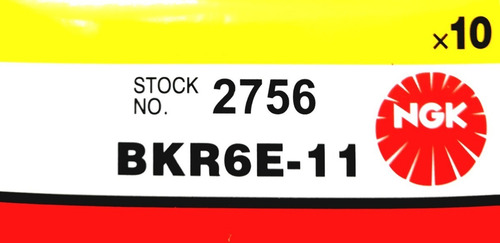 ×10
STOCK NO. 2756
NGK
BKR6E-11